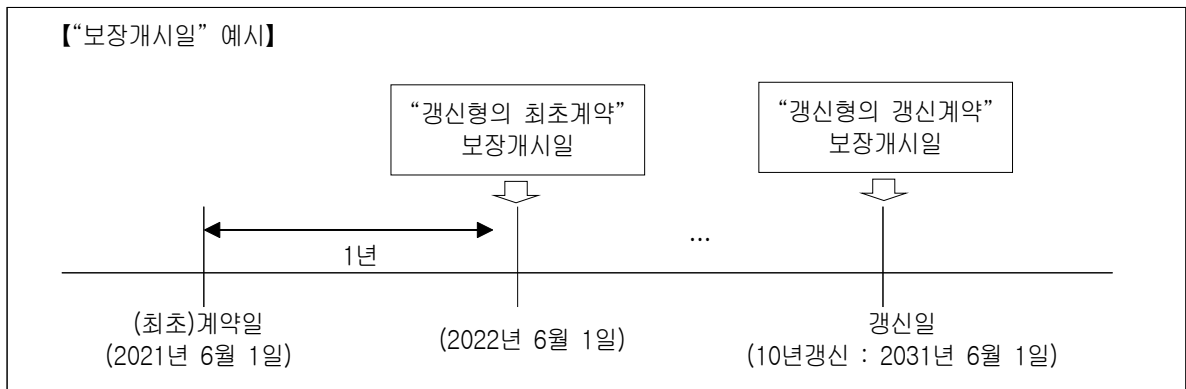 【“보장개시일” 예시】
“갱신형의 최초계약”
보장개시일
“갱신형의 갱신계약”
보장개시일
1년
...
(최초)계약일
(2021년 6월 1일)
(2022년 6월 1일)
갱신일
(10년갱신 : 2031년 6월 1일)